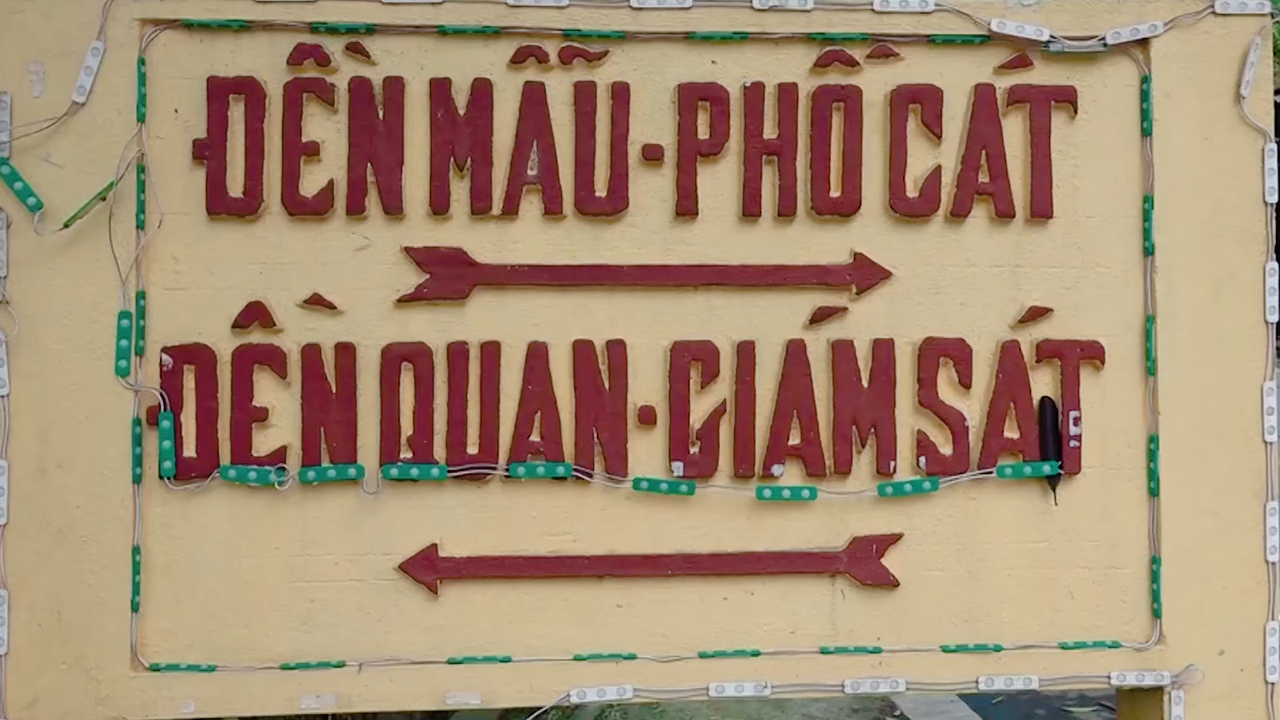 ĐỀN MẪU - PHỐ CÁT
ĐỀN QUAN - GIÁM SÁT